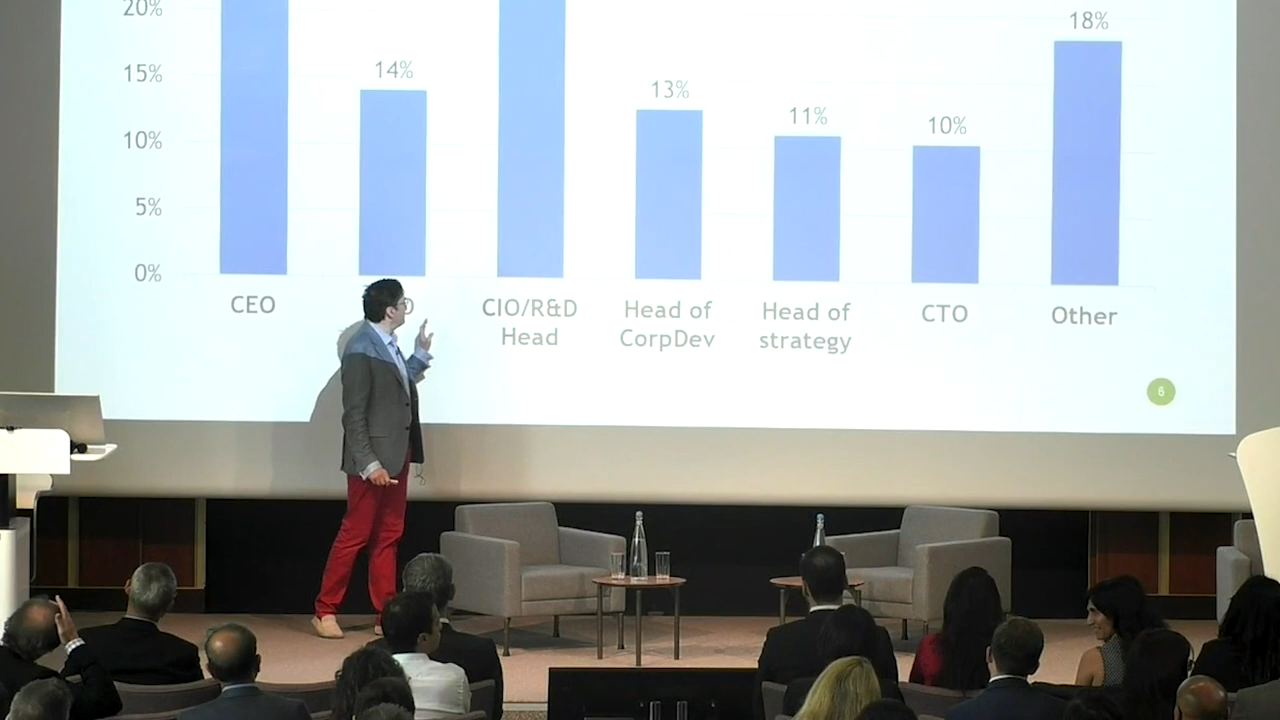 20%
18%
15%
14%
13%
11%
10%
10%
5%
0%
CEO
CIO/R&D
Head
Head of
CorpDev
Head of
strategy
CTO
Other
6